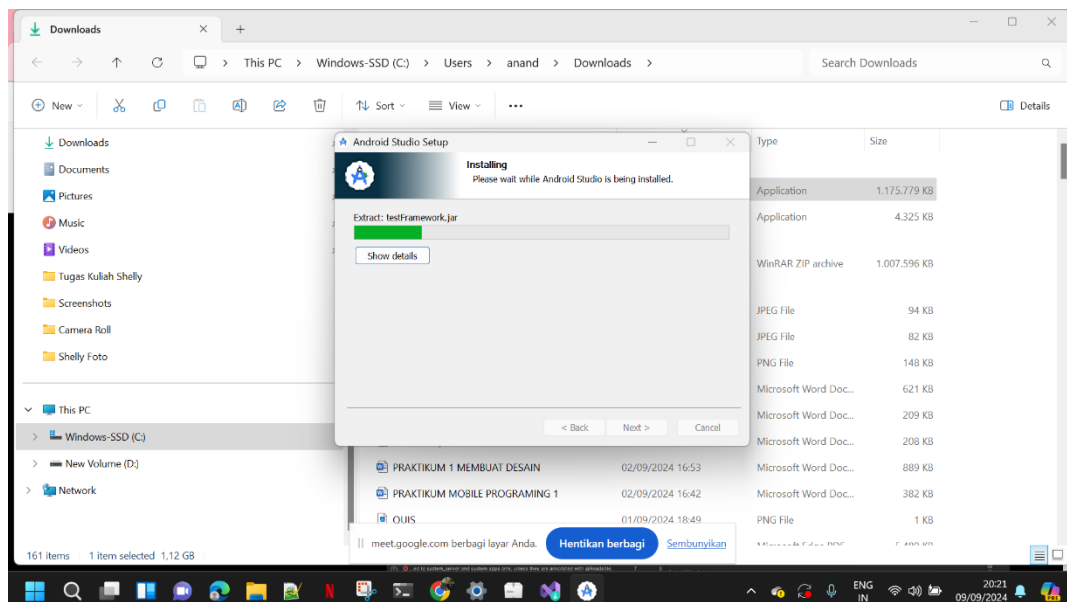 Downloads
This PC > Windows-SSD (C:) > Users > anand > Downloads >
Search Downloads
New
Sort
View
Details
Downloads
Documents
Pictures
Music
Videos
Tugas Kuliah Shelly
Screenshots
Camera Roll
Shelly Foto
This PC
Windows-SSD (C:)
New Volume (D:)
Network
Android Studio Setup
Installing
Please wait while Android Studio is being installed.
Extract: testFramework.jar
Show details
< Back
Next >
Cancel
Type Size
Application 1.175.779 KB
Application 4.325 KB
WinRAR ZIP archive 1.007.596 KB
JPEG File 94 KB
JPEG File 82 KB
PNG File 148 KB
Microsoft Word Doc... 621 KB
Microsoft Word Doc... 209 KB
Microsoft Word Doc... 208 KB
PRAKTIKUM 1 MEMBUAT DESAIN 02/09/2024 16:53 Microsoft Word Doc... 889 KB
PRAKTIKUM MOBILE PROGRAMING 1 02/09/2024 16:42 Microsoft Word Doc... 382 KB
QUIS 01/09/2024 18:49 PNG File 1 KB
meet.google.com berbagi layar Anda.
Hentikan berbagi
Sembunyikan
161 items 1 item selected 1,12 GB
ENG
IN
20:21
09/09/2024
PRE